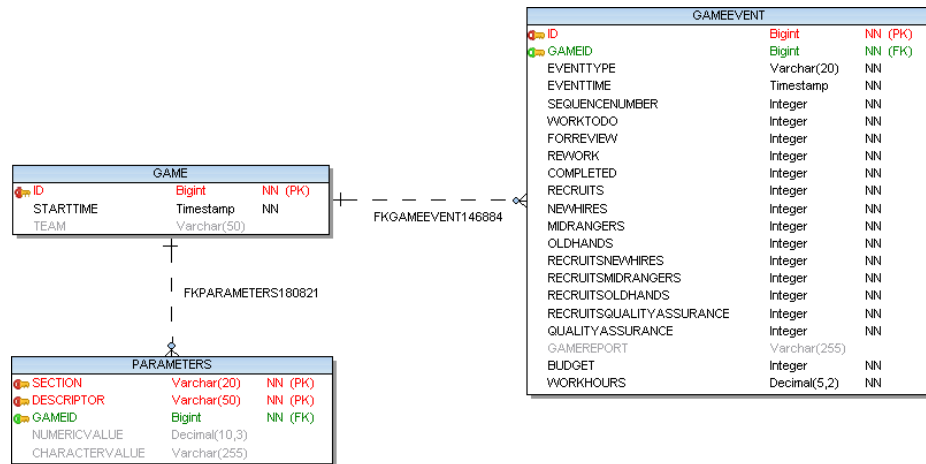 GAMEEVENT
ID Bigint NN (PK)
GAMEID Bigint NN (FK)
EVENTTYPE Varchar(20) NN
EVENTTIME Timestamp NN
SEQUENCENUMBER Integer NN
WORKTODO Integer NN
FORREVIEW Integer NN
REWORK Integer NN
COMPLETED Integer NN
RECRUITS Integer NN
NEWHIRES Integer NN
MIDRANGERS Integer NN
OLDHANDS Integer NN
RECRUITSNEWHIRES Integer NN
RECRUITSMIDRANGERS Integer NN
RECRUITSOLDHANDS Integer NN
RECRUITSQUALITYASSURANCE Integer NN
QUALITYASSURANCE Integer NN
GAMEREPORT Varchar(255)
BUDGET Integer NN
WORKHOURS Decimal(5,2) NN
GAME
ID Bigint NN (PK)
STARTTIME Timestamp NN
TEAM Varchar(50)
FKGAMEEVENT146884
FKPARAMETERS180821
PARAMETERS
SECTION Varchar(20) NN (PK)
DESCRIPTOR Varchar(50) NN (PK)
GAMEID Bigint NN (FK)
NUMERICVALUE Decimal(10,3)
CHARACTERVALUE Varchar(255)